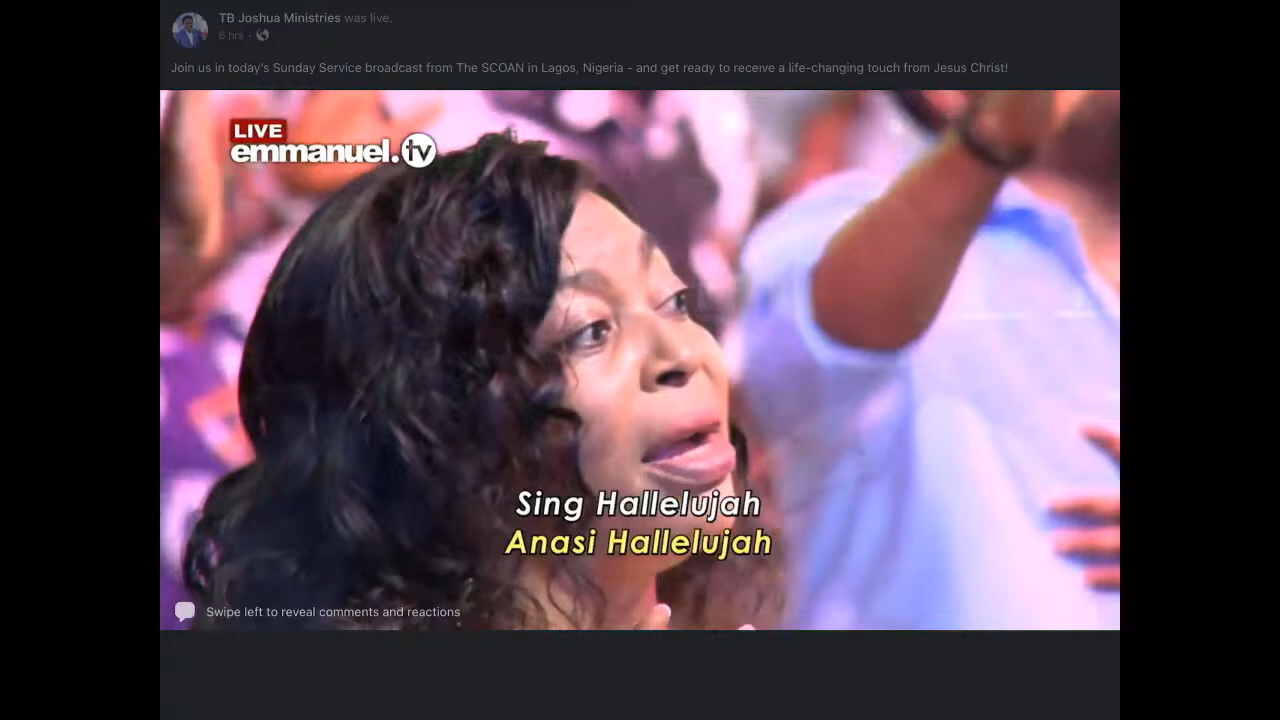 TB Joshua Ministries was live.
6 hrs ·
Join us in today's Sunday Service broadcast from The SCOAN in Lagos, Nigeria - and get ready to receive a life-changing touch from Jesus Christ!
LIVE
emmanuel.tv
Sing Hallelujah
Anasi Hallelujah
Swipe left to reveal comments and reactions